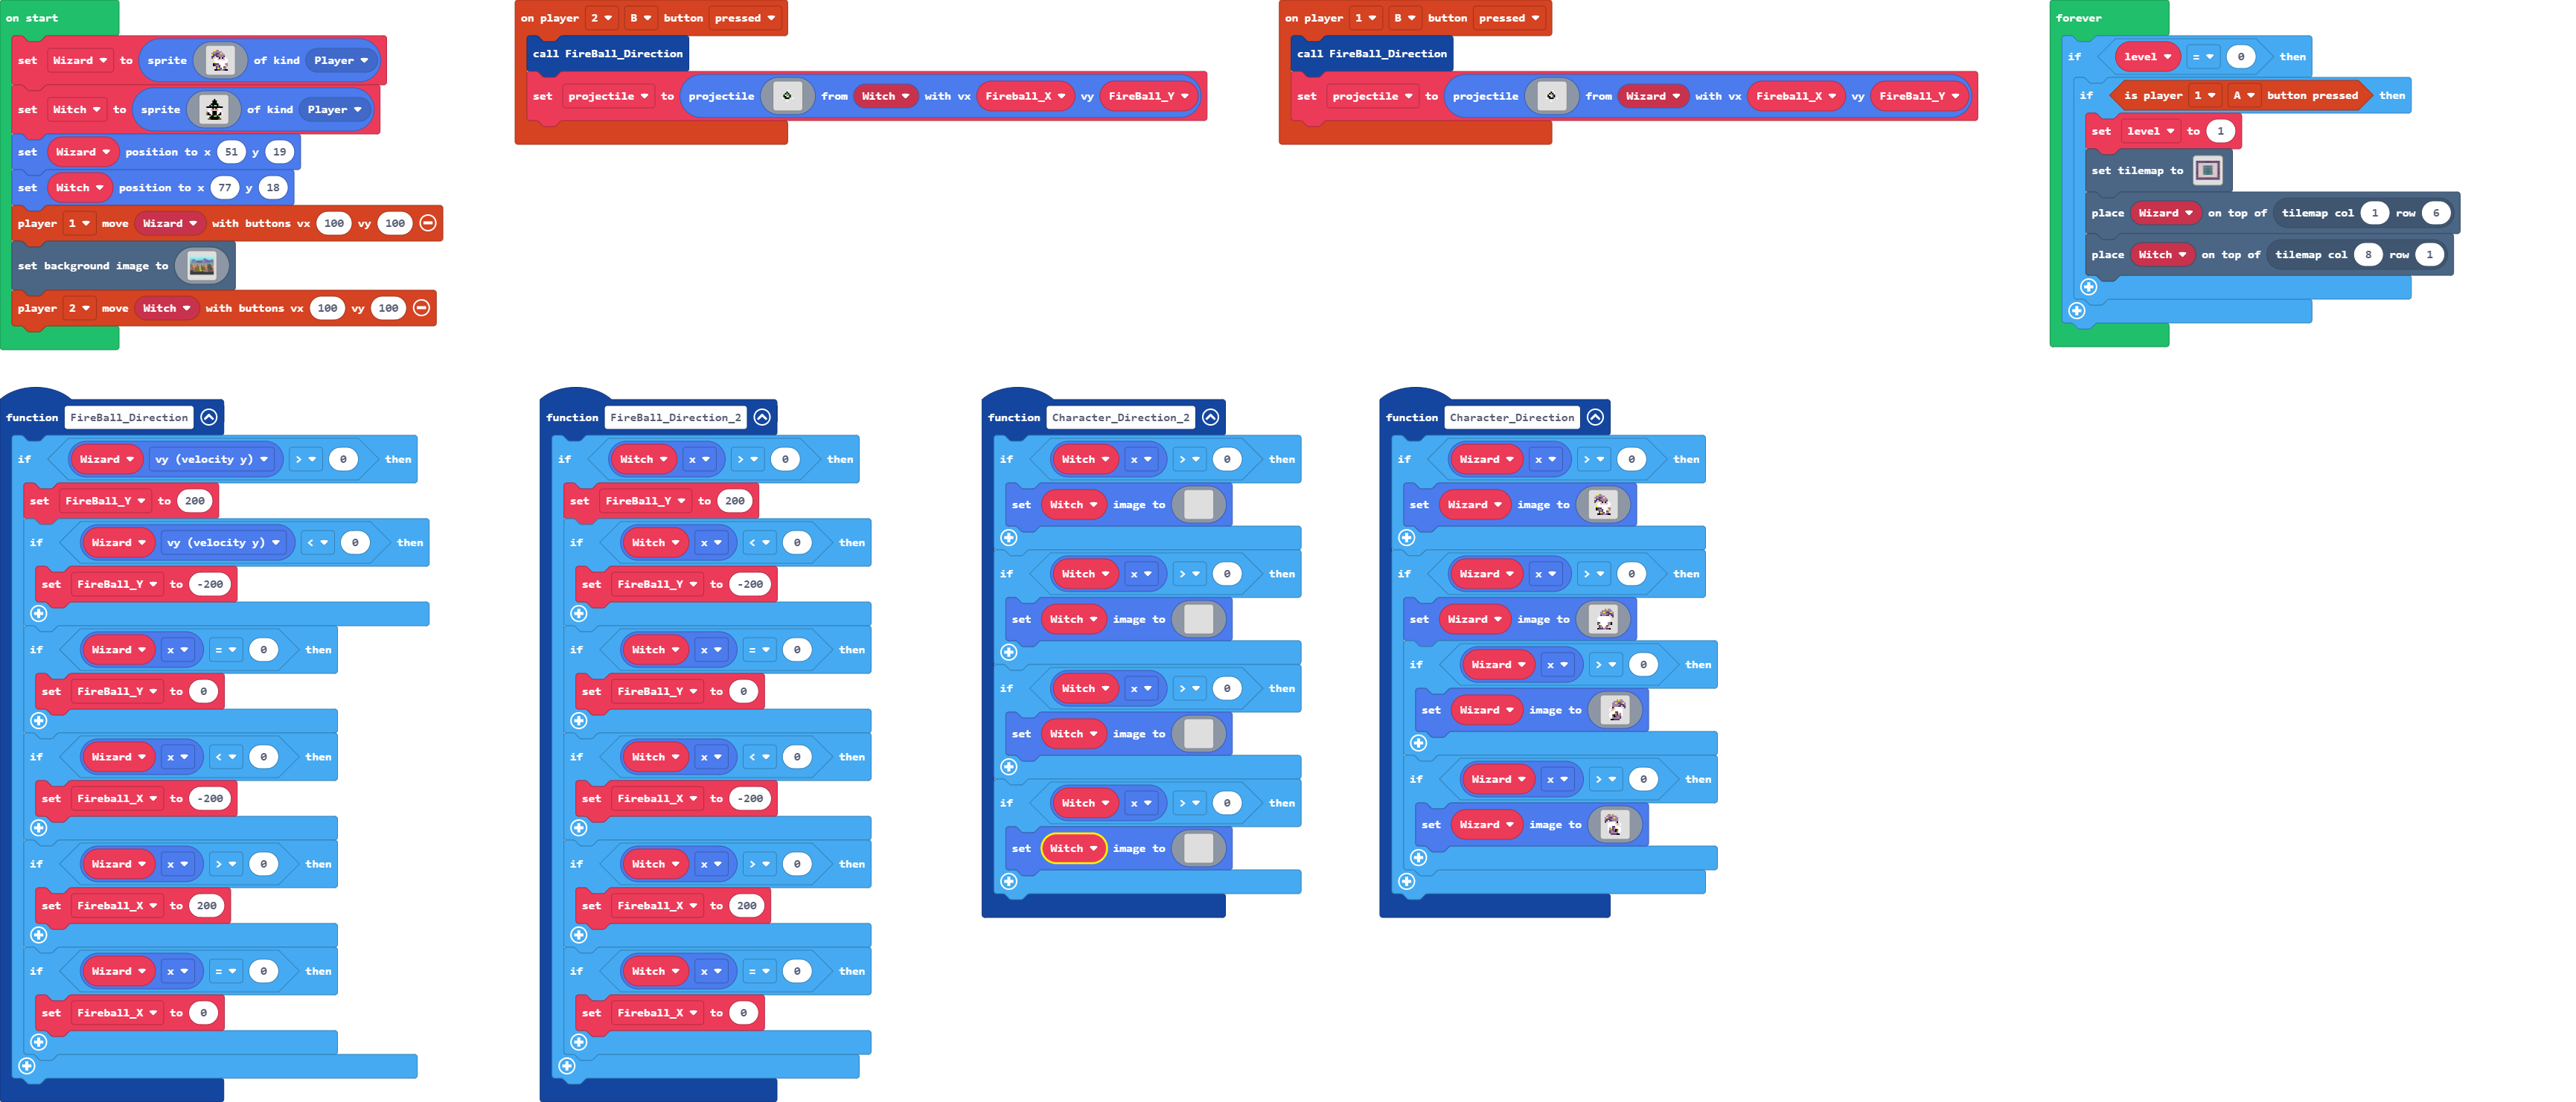 on start
set Wizard to sprite of kind Player
set Witch to sprite of kind Player
set Wizard position to x 51 y 19
set Witch position to x 77 y 18
player 1 move Wizard with buttons vx 100 vy 100
set background image to
player 2 move Witch with buttons vx 100 vy 100
on player 2 B button pressed
call FireBall_Direction
set projectile to projectile from Witch with vx Fireball_X vy FireBall_Y
on player 1 B button pressed
call FireBall_Direction
set projectile to projectile from Wizard with vx Fireball_X vy FireBall_Y
forever
if level = 0 then
if is player 1 A button pressed then
set level to 1
set tilemap to
place Wizard on top of tilemap col 1 row 6
place Witch on top of tilemap col 8 row 1
function FireBall_Direction
if Wizard vy (velocity y) > 0 then
set FireBall_Y to 200
if Wizard vy (velocity y) < 0 then
set FireBall_Y to -200
if Wizard x = 0 then
set FireBall_Y to 0
if Wizard x < 0 then
set Fireball_X to -200
if Wizard x > 0 then
set Fireball_X to 200
if Wizard x = 0 then
set Fireball_X to 0
function FireBall_Direction_2
if Witch x > 0 then
set FireBall_Y to 200
if Witch x < 0 then
set FireBall_Y to -200
if Witch x = 0 then
set FireBall_Y to 0
if Witch x < 0 then
set Fireball_X to -200
if Witch x > 0 then
set Fireball_X to 200
if Witch x = 0 then
set Fireball_X to 0
function Character_Direction_2
if Witch x > 0 then
set Witch image to
if Witch x > 0 then
set Witch image to
if Witch x > 0 then
set Witch image to
if Witch x > 0 then
set Witch image to
function Character_Direction
if Wizard x > 0 then
set Wizard image to
if Wizard x > 0 then
set Wizard image to
if Wizard x > 0 then
set Wizard image to
if Wizard x > 0 then
set Wizard image to